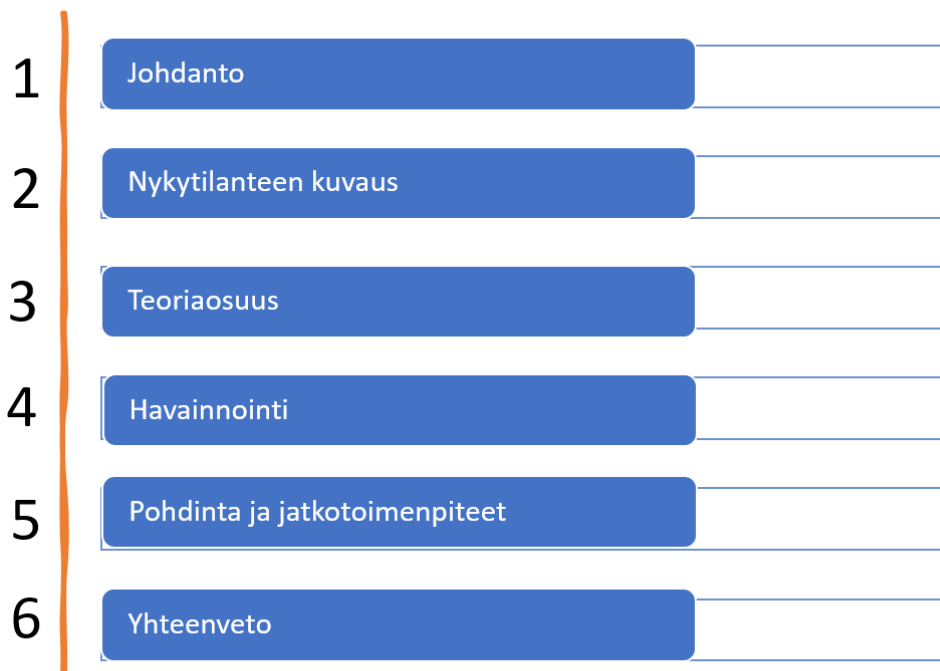 1 Johdanto
2 Nykytilanteen kuvaus
3 Teoriaosuus
4 Havainnointi
5 Pohdinta ja jatkotoimenpiteet
6 Yhteenveto